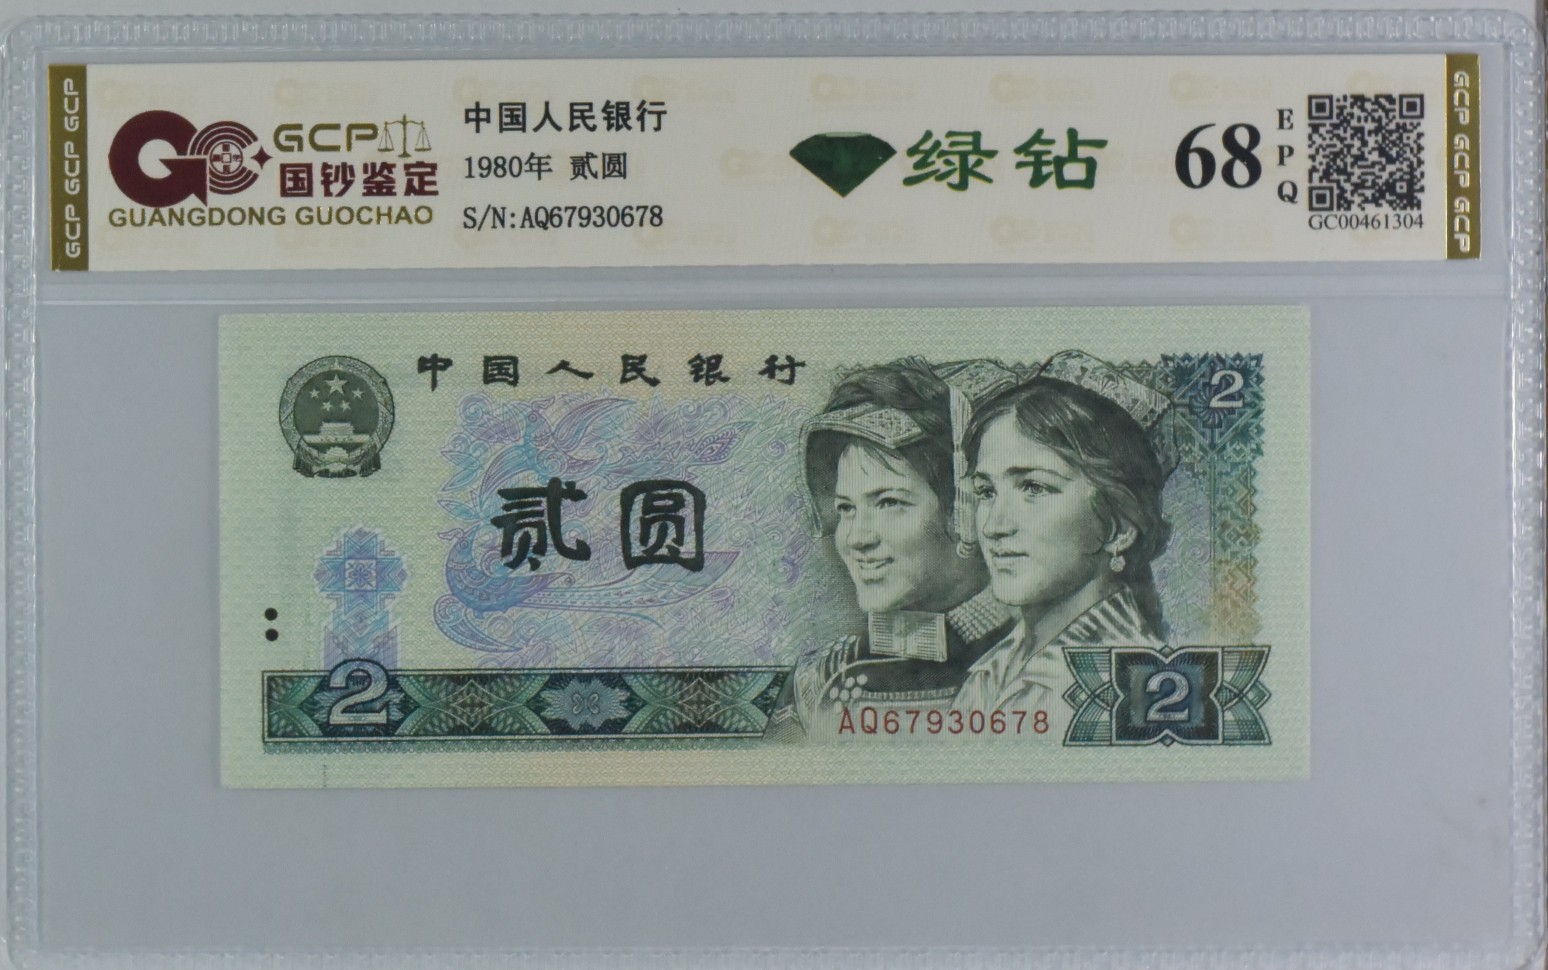 GCP GCP GCP
GCP
国钞鉴定
GUANGDONG GUOCHAO
中国人民银行
1980年 贰圆
S/N:AQ67930678
绿钻
68
EPQ
GC00461304
GCP GCP GCP
中国人民银行
2
贰圆
2
AQ67930678
2